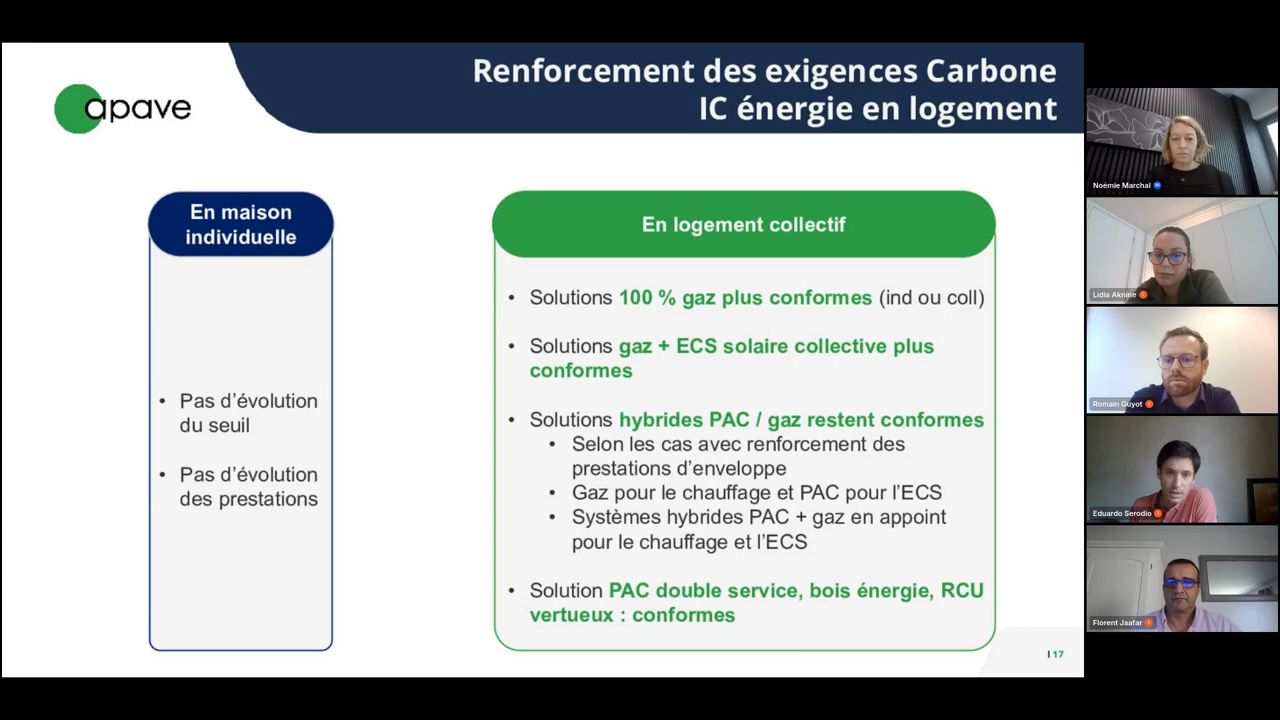 Renforcement des exigences Carbone
IC énergie en logement
apave
En maison
individuelle
• Pas d'évolution
du seuil
• Pas d'évolution
des prestations
En logement collectif
• Solutions 100 % gaz plus conformes (ind ou coll)
• Solutions gaz + ECS solaire collective plus
conformes
• Solutions hybrides PAC / gaz restent conformes
• Selon les cas avec renforcement des
prestations d'enveloppe
• Gaz pour le chauffage et PAC pour l'ECS
• Systèmes hybrides PAC + gaz en appoint
pour le chauffage et l'ECS
• Solution PAC double service, bois énergie, RCU
vertueux : conformes
I 17
Noémie Marchal
Lidia Aknine
Romain Guyot
Eduardo Serodio
Florent Jaafar